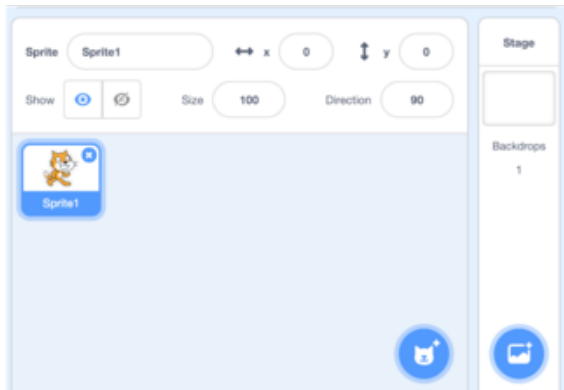 Sprite Sprite1 x 0 y 0
Show Size 100 Direction 90
Sprite1
Stage
Backdrops
1